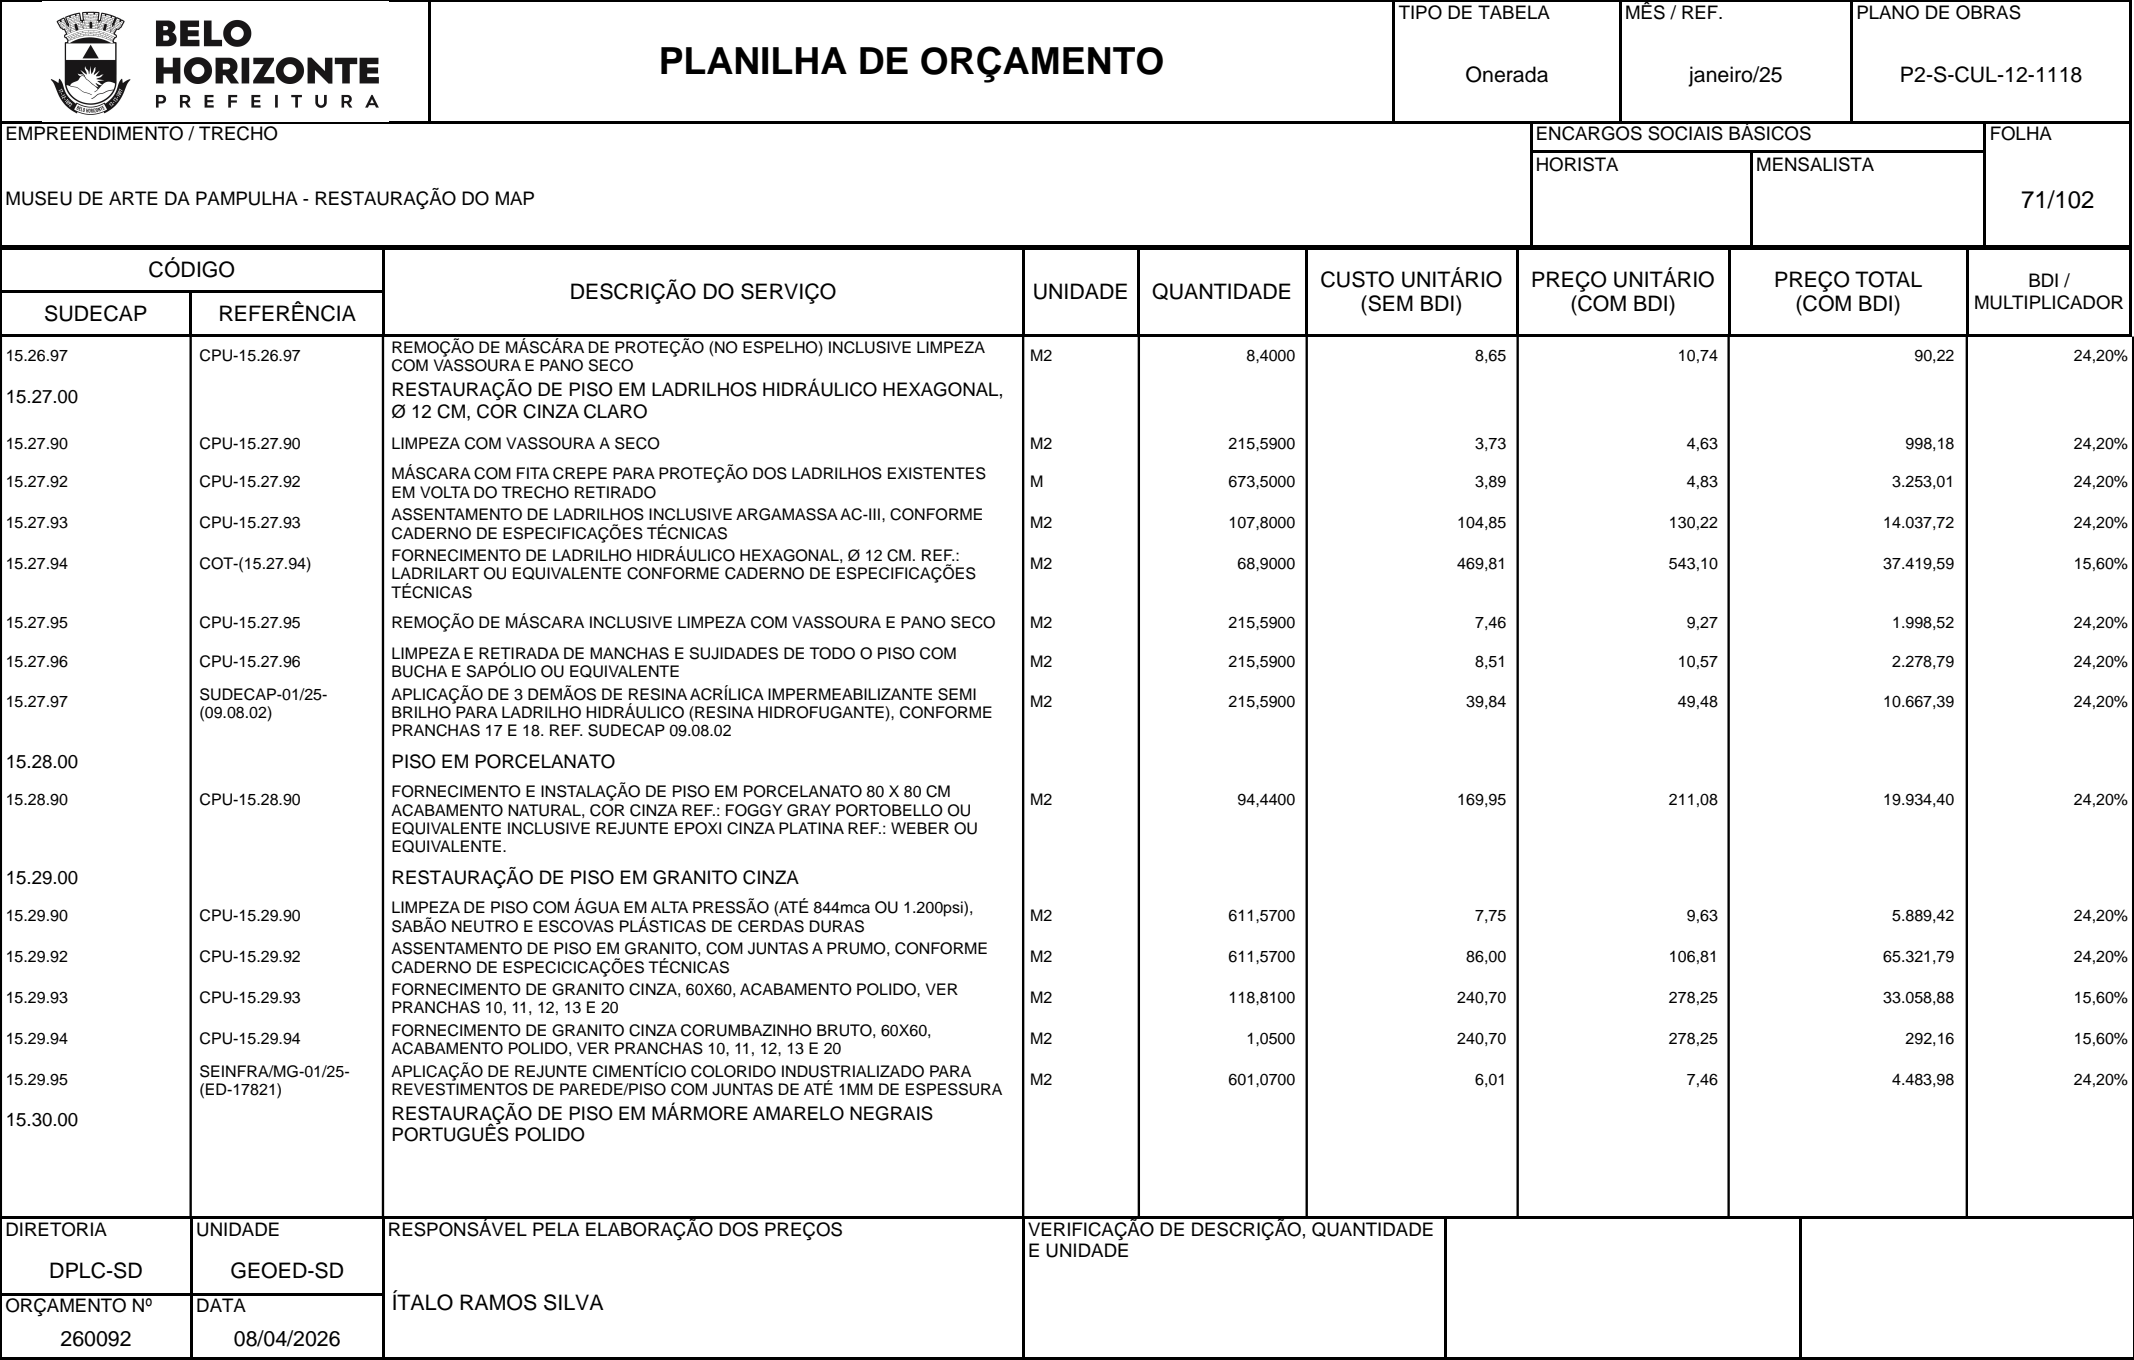 BELO
HORIZONTE
PREFEITURA
PLANILHA DE ORÇAMENTO
TIPO DE TABELA
Onerada
MÊS / REF.
janeiro/25
PLANO DE OBRAS
P2-S-CUL-12-1118
EMPREENDIMENTO / TRECHO
MUSEU DE ARTE DA PAMPULHA - RESTAURAÇÃO DO MAP
ENCARGOS SOCIAIS BÁSICOS
HORISTA
MENSALISTA
FOLHA
71/102
CÓDIGO
SUDECAP
REFERÊNCIA
DESCRIÇÃO DO SERVIÇO
UNIDADE
QUANTIDADE
CUSTO UNITÁRIO
(SEM BDI)
PREÇO UNITÁRIO
(COM BDI)
PREÇO TOTAL
(COM BDI)
BDI /
MULTIPLICADOR
15.26.97 CPU-15.26.97 REMOÇÃO DE MÁSCÁRA DE PROTEÇÃO (NO ESPELHO) INCLUSIVE LIMPEZA M2 8,4000 8,65 10,74 90,22 24,20%
COM VASSOURA E PANO SECO
15.27.00 RESTAURAÇÃO DE PISO EM LADRILHOS HIDRÁULICO HEXAGONAL,
Ø 12 CM, COR CINZA CLARO
15.27.90 CPU-15.27.90 LIMPEZA COM VASSOURA A SECO M2 215,5900 3,73 4,63 998,18 24,20%
15.27.92 CPU-15.27.92 MÁSCARA COM FITA CREPE PARA PROTEÇÃO DOS LADRILHOS EXISTENTES M 673,5000 3,89 4,83 3.253,01 24,20%
EM VOLTA DO TRECHO RETIRADO
15.27.93 CPU-15.27.93 ASSENTAMENTO DE LADRILHOS INCLUSIVE ARGAMASSA AC-III, CONFORME M2 107,8000 104,85 130,22 14.037,72 24,20%
CADERNO DE ESPECIFICAÇÕES TÉCNICAS
15.27.94 COT-(15.27.94) FORNECIMENTO DE LADRILHO HIDRÁULICO HEXAGONAL, Ø 12 CM. REF.: M2 68,9000 469,81 543,10 37.419,59 15,60%
LADRILART OU EQUIVALENTE CONFORME CADERNO DE ESPECIFICAÇÕES
TÉCNICAS
15.27.95 CPU-15.27.95 REMOÇÃO DE MÁSCARA INCLUSIVE LIMPEZA COM VASSOURA E PANO SECO M2 215,5900 7,46 9,27 1.998,52 24,20%
15.27.96 CPU-15.27.96 LIMPEZA E RETIRADA DE MANCHAS E SUJIDADES DE TODO O PISO COM M2 215,5900 8,51 10,57 2.278,79 24,20%
BUCHA E SAPÓLIO OU EQUIVALENTE
15.27.97 SUDECAP-01/25- APLICAÇÃO DE 3 DEMÃOS DE RESINA ACRÍLICA IMPERMEABILIZANTE SEMI M2 215,5900 39,84 49,48 10.667,39 24,20%
(09.08.02) BRILHO PARA LADRILHO HIDRÁULICO (RESINA HIDROFUGANTE), CONFORME
PRANCHAS 17 E 18. REF. SUDECAP 09.08.02
15.28.00 PISO EM PORCELANATO
15.28.90 CPU-15.28.90 FORNECIMENTO E INSTALAÇÃO DE PISO EM PORCELANATO 80 X 80 CM M2 94,4400 169,95 211,08 19.934,40 24,20%
ACABAMENTO NATURAL, COR CINZA REF.: FOGGY GRAY PORTOBELLO OU
EQUIVALENTE INCLUSIVE REJUNTE EPOXI CINZA PLATINA REF.: WEBER OU
EQUIVALENTE.
15.29.00 RESTAURAÇÃO DE PISO EM GRANITO CINZA
15.29.90 CPU-15.29.90 LIMPEZA DE PISO COM ÁGUA EM ALTA PRESSÃO (ATÉ 844mca OU 1.200psi), M2 611,5700 7,75 9,63 5.889,42 24,20%
SABÃO NEUTRO E ESCOVAS PLÁSTICAS DE CERDAS DURAS
15.29.92 CPU-15.29.92 ASSENTAMENTO DE PISO EM GRANITO, COM JUNTAS A PRUMO, CONFORME M2 611,5700 86,00 106,81 65.321,79 24,20%
CADERNO DE ESPECICICAÇÕES TÉCNICAS
15.29.93 CPU-15.29.93 FORNECIMENTO DE GRANITO CINZA, 60X60, ACABAMENTO POLIDO, VER M2 118,8100 240,70 278,25 33.058,88 15,60%
PRANCHAS 10, 11, 12, 13 E 20
15.29.94 CPU-15.29.94 FORNECIMENTO DE GRANITO CINZA CORUMBAZINHO BRUTO, 60X60, M2 1,0500 240,70 278,25 292,16 15,60%
ACABAMENTO POLIDO, VER PRANCHAS 10, 11, 12, 13 E 20
15.29.95 SEINFRA/MG-01/25- APLICAÇÃO DE REJUNTE CIMENTÍCIO COLORIDO INDUSTRIALIZADO PARA M2 601,0700 6,01 7,46 4.483,98 24,20%
(ED-17821) REVESTIMENTOS DE PAREDE/PISO COM JUNTAS DE ATÉ 1MM DE ESPESSURA
15.30.00 RESTAURAÇÃO DE PISO EM MÁRMORE AMARELO NEGRAIS
PORTUGUÊS POLIDO
DIRETORIA
DPLC-SD
UNIDADE
GEOED-SD
RESPONSÁVEL PELA ELABORAÇÃO DOS PREÇOS
ÍTALO RAMOS SILVA
VERIFICAÇÃO DE DESCRIÇÃO, QUANTIDADE
E UNIDADE
ORÇAMENTO Nº
260092
DATA
08/04/2026